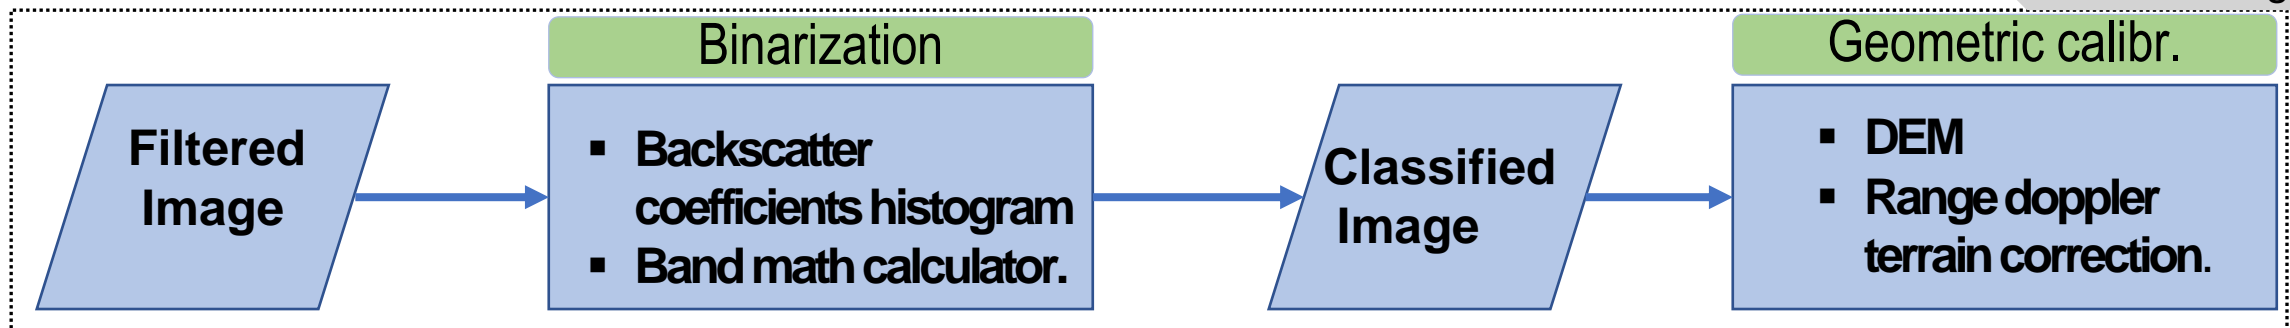 Binarization
Geometric calibr.
Filtered
Image
▪ Backscatter
coefficients histogram
▪ Band math calculator.
Classified
Image
▪ DEM
▪ Range doppler
terrain correction.